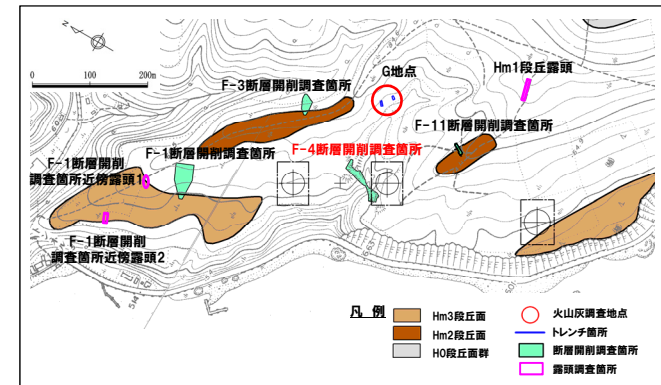 N
0 100 200m
F-3断層開削調査箇所
G地点
Hm1段丘露頭
F-11断層開削調査箇所
F-1断層開削
調査箇所近傍露頭1
F-1断層開削調査箇所
F-4断層開削調査箇所
F-1断層開削
調査箇所近傍露頭2
64.9
514
凡 例
Hm3段丘面
Hm2段丘面
H0段丘面群
火山灰調査地点
トレンチ箇所
断層開削調査箇所
露頭調査箇所